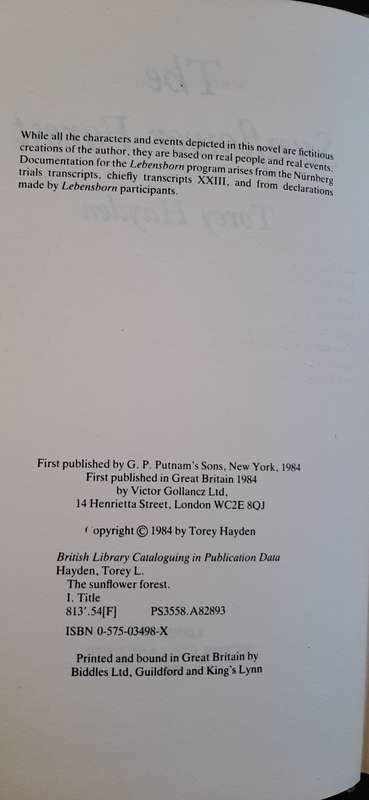 While all the characters and events depicted in this novel are fictitious
creations of the author, they are based on real people and real events.
Documentation for the Lebensborn program arises from the Nürnberg
trials transcripts, chiefly transcripts XXIII, and from declarations
made by Lebensborn participants.
First published by G. P. Putnam's Sons, New York, 1984
First published in Great Britain 1984
by Victor Gollancz Ltd,
14 Henrietta Street, London WC2E 8QJ
Copyright © 1984 by Torey Hayden
British Library Cataloguing in Publication Data
Hayden, Torey L.
The sunflower forest.
I. Title
813'.54[F] PS3558.A82893
ISBN 0-575-03498-X
Printed and bound in Great Britain by
Biddles Ltd, Guildford and King's Lynn